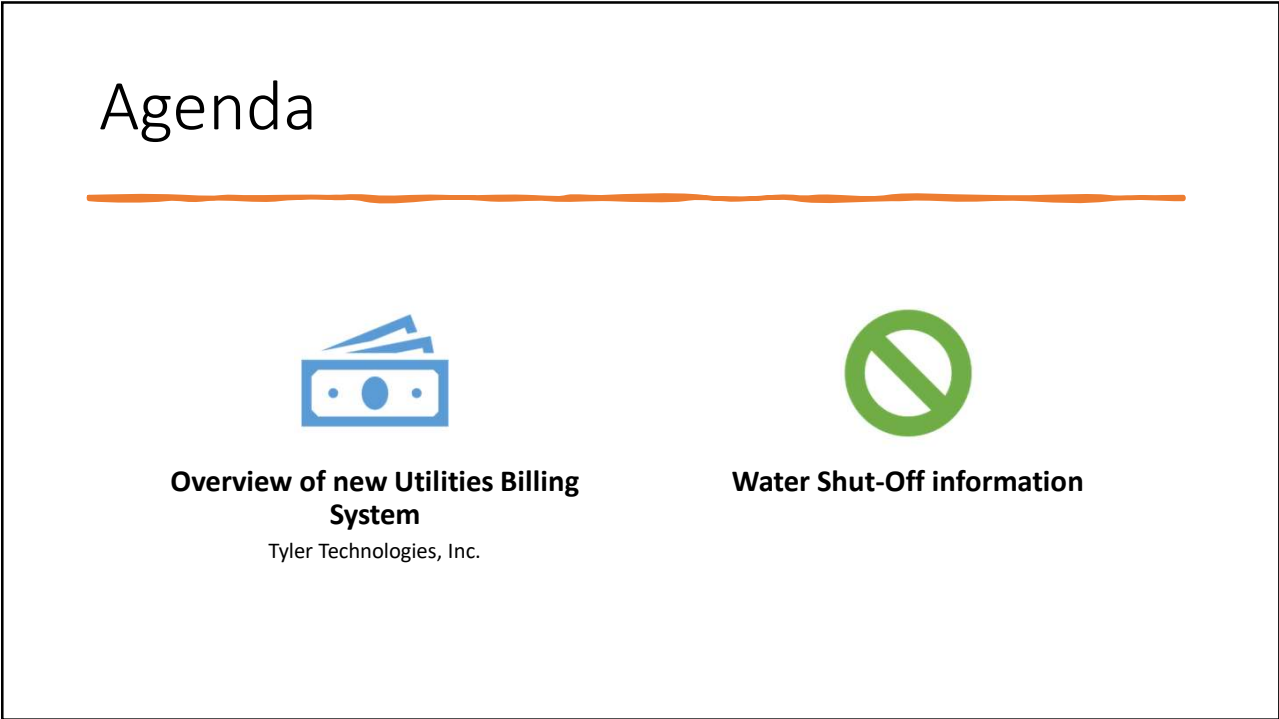 Agenda
Overview of new Utilities Billing
System
Tyler Technologies, Inc.
Water Shut-Off information